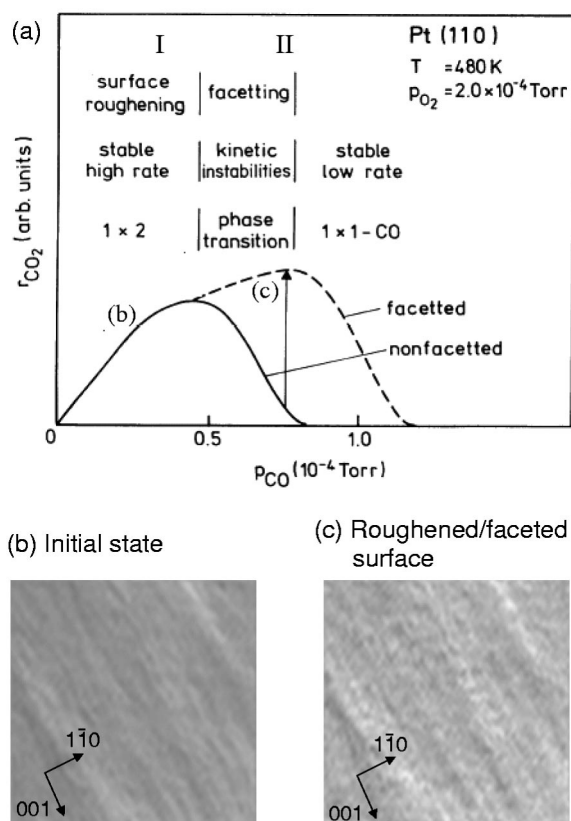 (a)
I II
Pt (110)
T = 480 K
pO₂ = 2.0×10⁻⁴ Torr
surface roughening
facetting
stable high rate
kinetic instabilities
stable low rate
1 × 2
phase transition
1 × 1 - CO
rCO₂ (arb. units)
(b)
(c)
facetted
nonfacetted
0 0.5 1.0
pCO (10⁻⁴ Torr)
(b) Initial state
(c) Roughened/faceted
surface
11̄0
001
11̄0
001